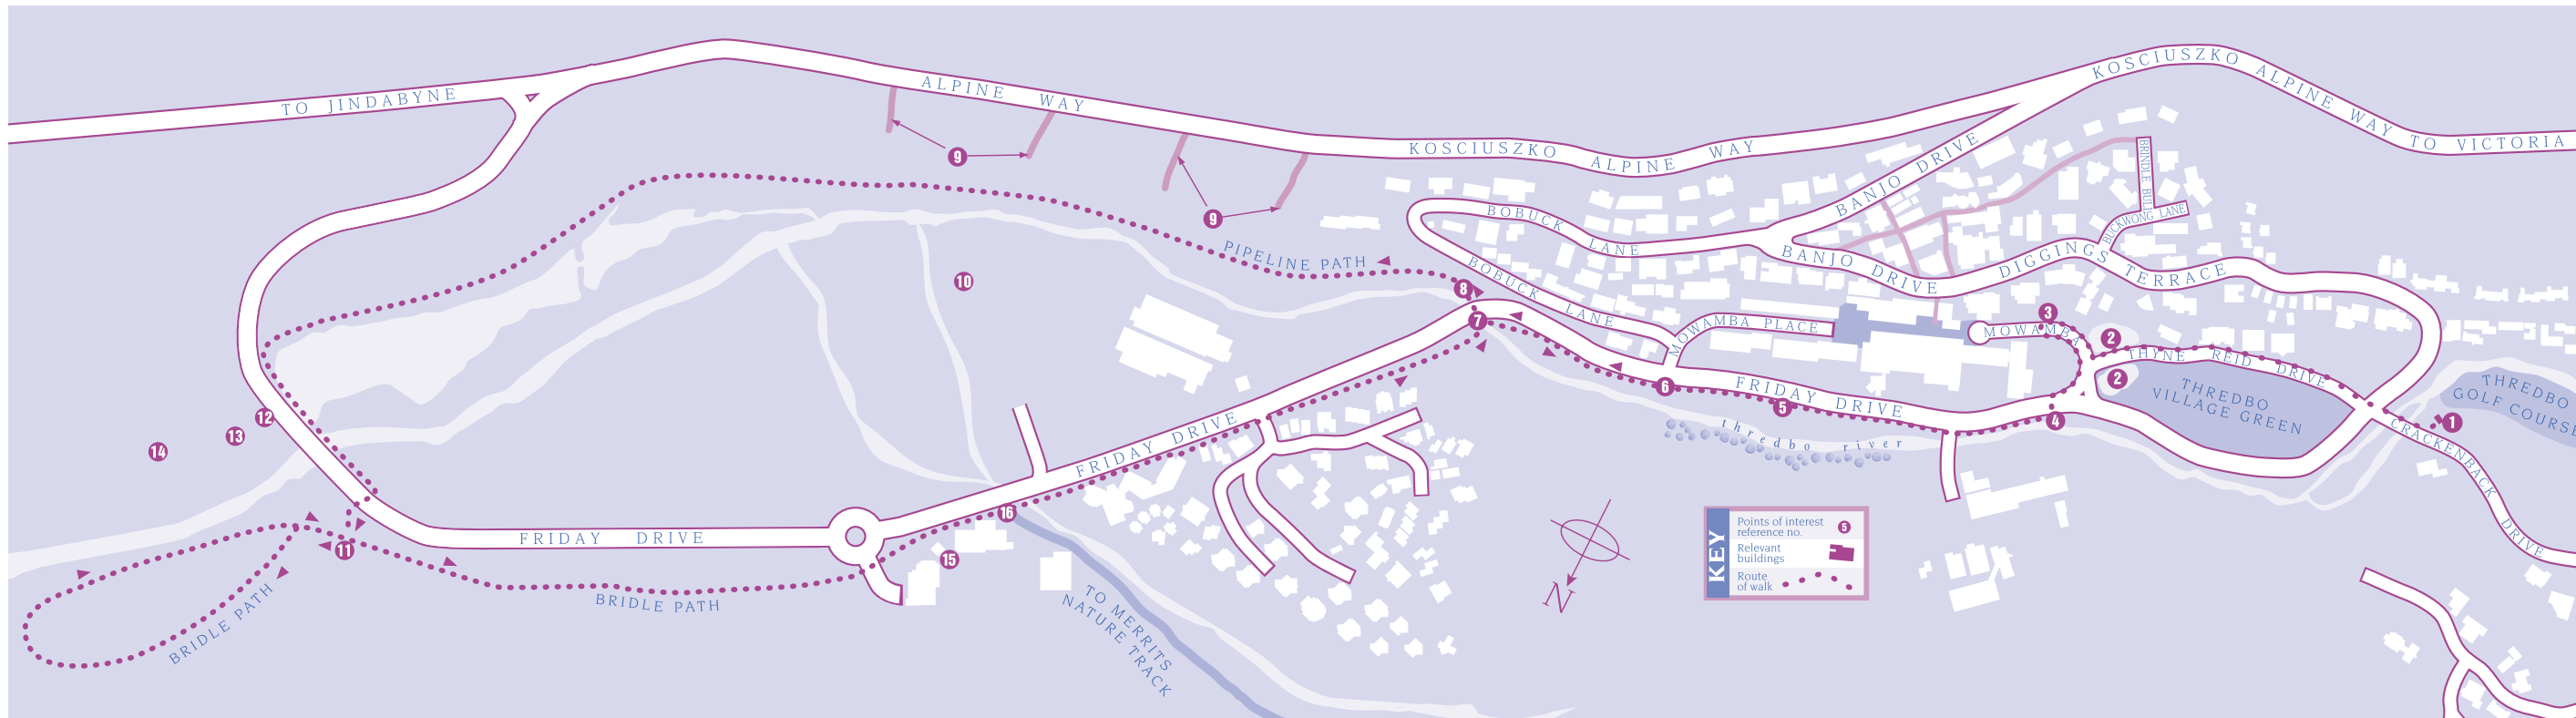 TO JINDABYNE
ALPINE WAY
KOSCIUSZKO ALPINE WAY
KOSCIUSZKO ALPINE WAY TO VICTORIA
9
9
10
PIPELINE PATH
8
7
BOBUCK LANE
BOBUCK LANE
BANJO DRIVE
BANJO DRIVE
BRINDLE BULL
BUCKWONG LANE
DIGGINGS TERRACE
MOWAMBA PLACE
3
MOWAMBA
2
2
THYNE REID DRIVE
THREDBO
VILLAGE GREEN
THREDBO
GOLF COURSE
1
CRACKENBACK DRIVE
6
5
FRIDAY DRIVE
4
thredbo river
14
13
12
11
FRIDAY DRIVE
FRIDAY DRIVE
16
15
BRIDLE PATH
BRIDLE PATH
TO MERRITS
NATURE TRACK
N
KEY
Points of interest
reference no.
5
Relevant
buildings
Route
of walk